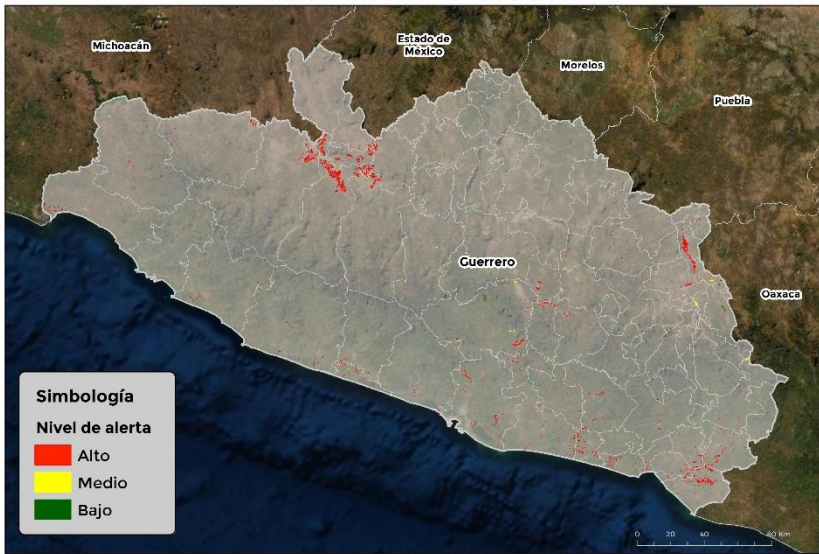 Michoacán
Estado de
México
Morelos
Puebla
Guerrero
Oaxaca
Simbología
Nivel de alerta
Alto
Medio
Bajo
0 20 40 80 Km